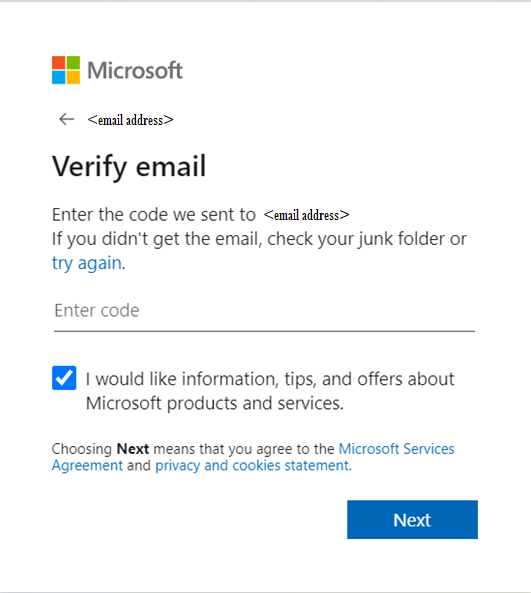 Microsoft
<email address>
Verify email
Enter the code we sent to <email address>
If you didn't get the email, check your junk folder or
try again.
Enter code
I would like information, tips, and offers about
Microsoft products and services.
Choosing Next means that you agree to the Microsoft Services
Agreement and privacy and cookies statement.
Next